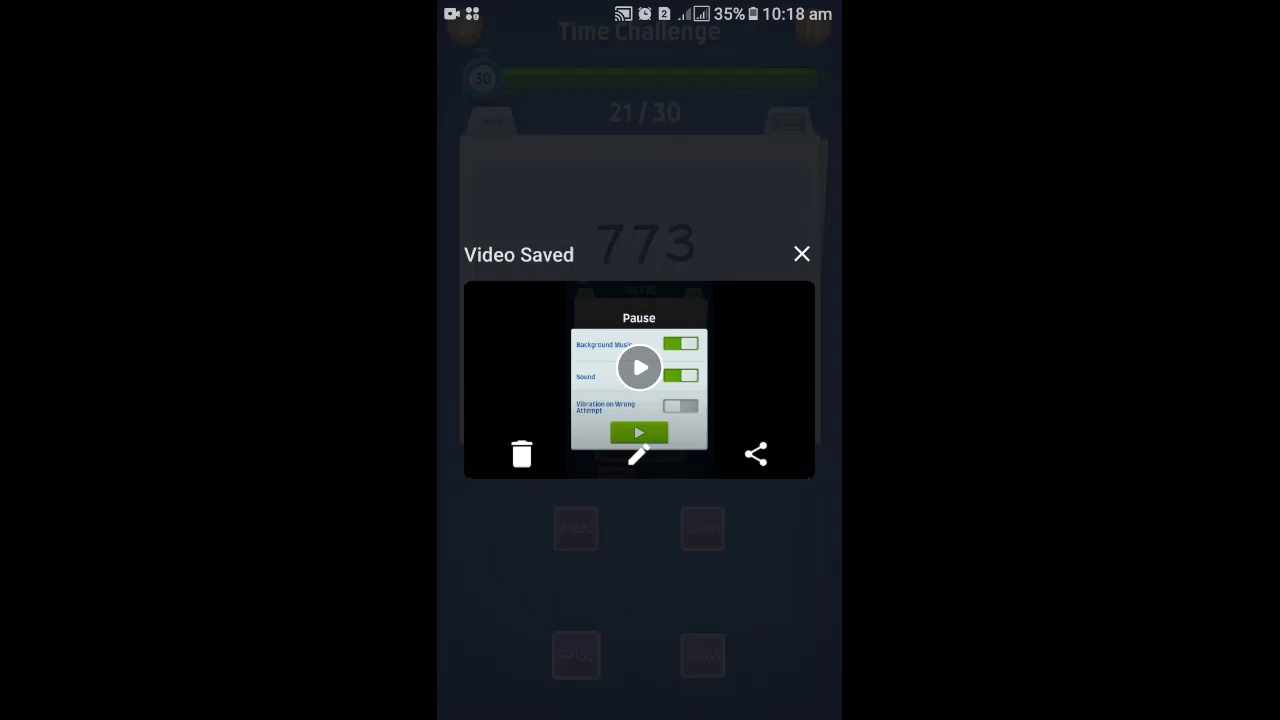 2 35% 10:18 am
Time Challenge
30
21 / 30
773
Video Saved
Pause
Background Music
Sound
Vibration on Wrong
Attempt